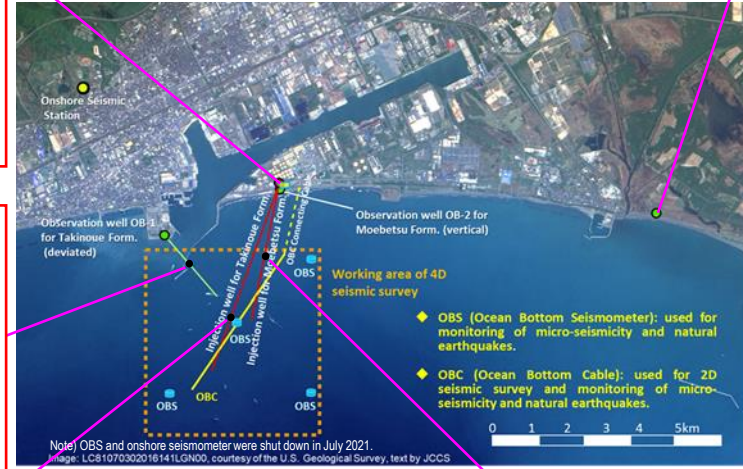 Onshore Seismic
Station
Observation well OB-1
for Takinoue Form.
(deviated)
Injection well for Takinoue Form.
Injection well for Moebetsu Form.
OBC Connecting Cable
Observation well OB-2 for
Moebetsu Form. (vertical)
Working area of 4D
seismic survey
OBS
OBS
OBS
OBS
OBC
◆ OBS (Ocean Bottom Seismometer): used for
monitoring of micro-seismicity and natural
earthquakes.
◆ OBC (Ocean Bottom Cable): used for 2D
seismic survey and monitoring of micro-
seismicity and natural earthquakes.
0 1 2 3 4 5km
Note) OBS and onshore seismometer were shut down in July 2021.
Image: LC81070302016141LGN00, courtesy of the U.S. Geological Survey, text by JCCS